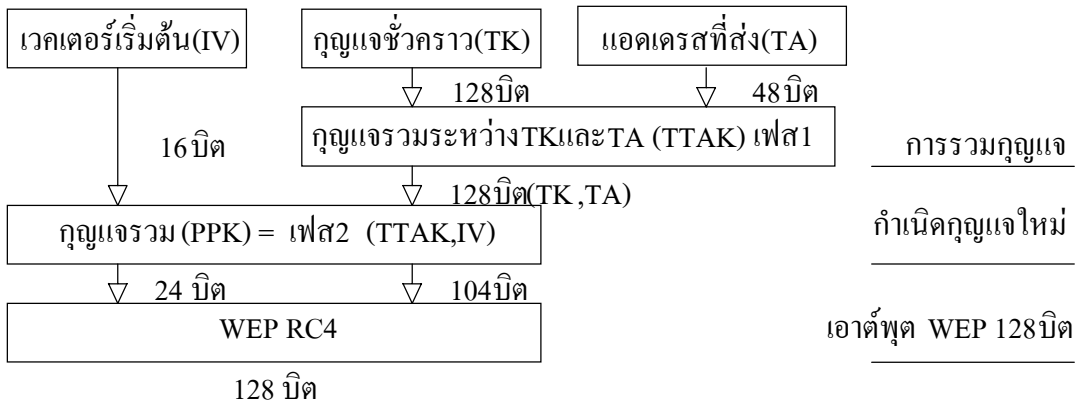 เวคเตอร์เริ่มต้น(IV) กุญแจชั่วคราว(TK) แอดเดรสที่ส่ง(TA)
128บิต 48บิต
16บิต กุญแจรวมระหว่างTKและTA (TTAK) เฟส1 การรวมกุญแจ
128บิต(TK ,TA)
กุญแจรวม (PPK) = เฟส2 (TTAK,IV) กำเนิดกุญแจใหม่
24 บิต 104บิต
WEP RC4 เอาต์พุต WEP 128บิต
128 บิต